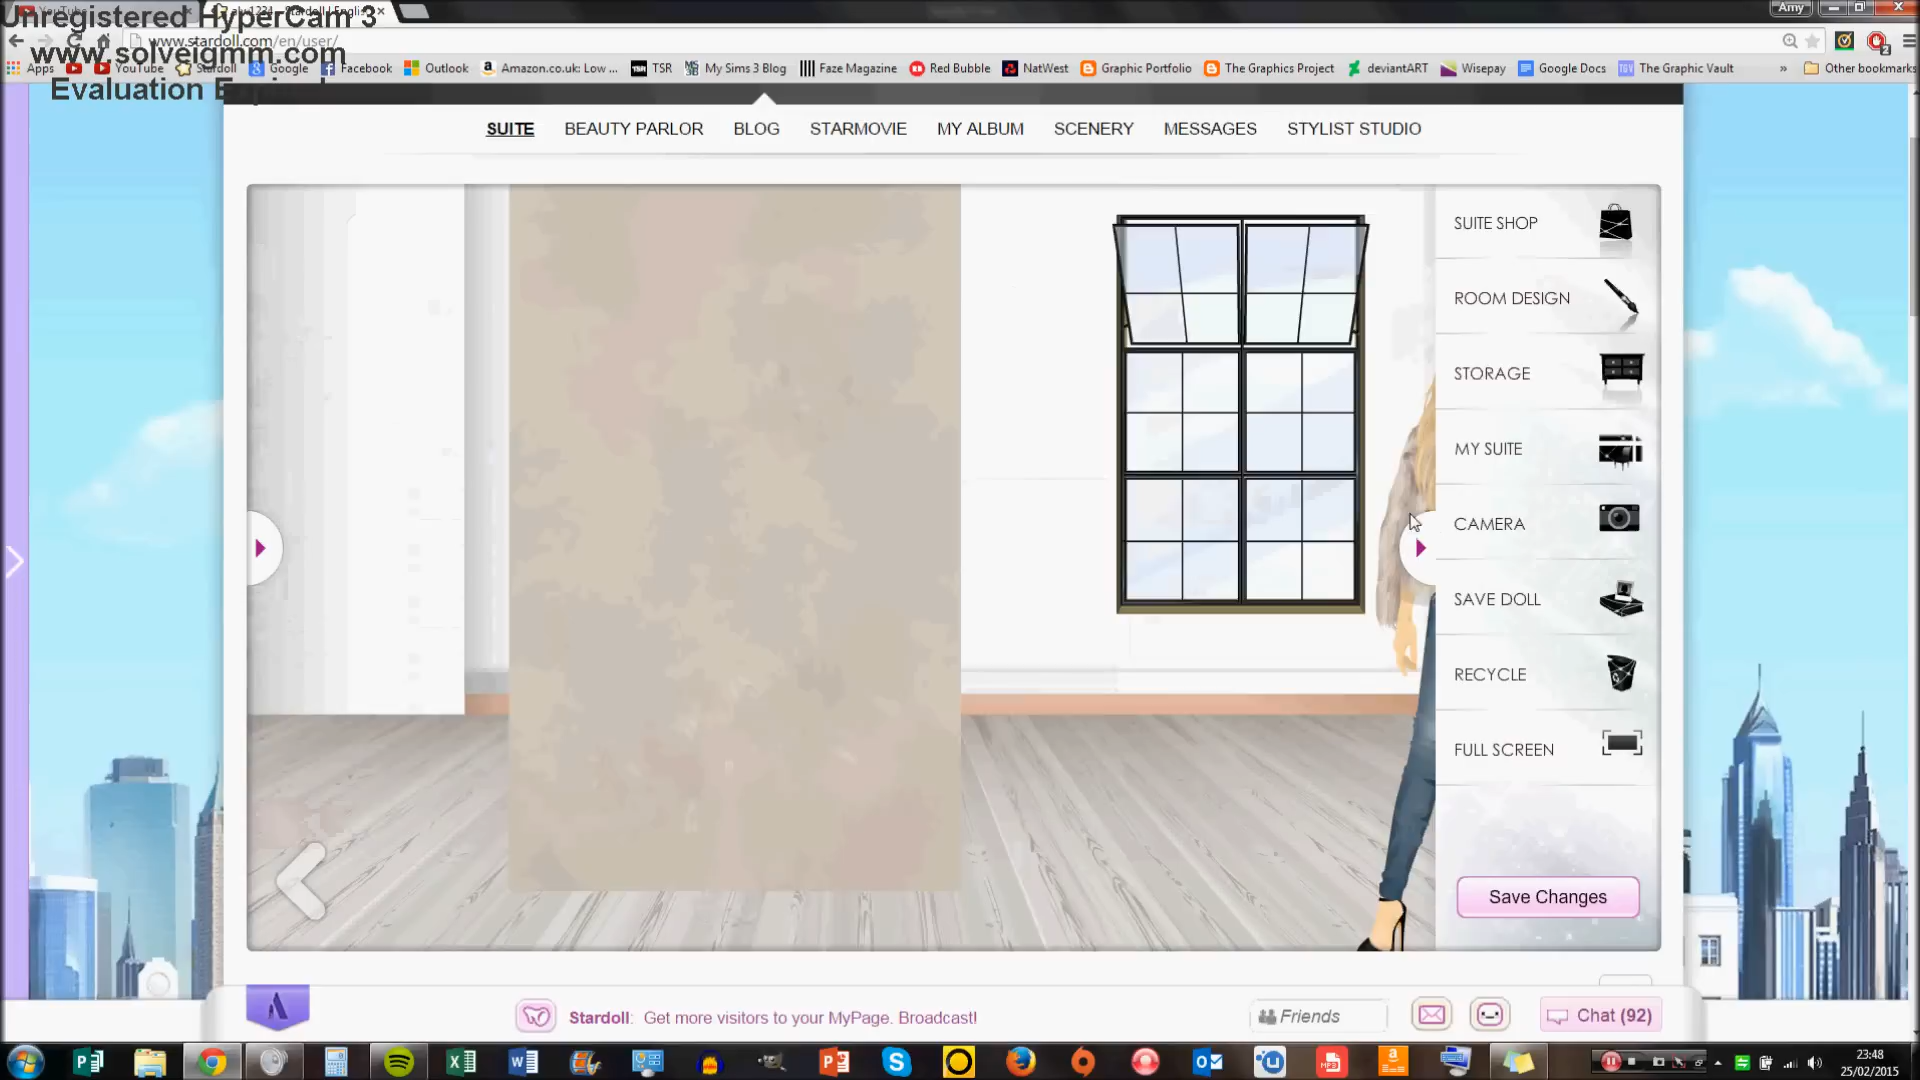 Unregistered HyperCam 3
www.solveigmm.com
Evaluation
Amy
www.stardoll.com/en/user/
Apps
YouTube
Stardoll
Google
Facebook
Outlook
Amazon.co.uk: Low ...
TSR
My Sims 3 Blog
Faze Magazine
Red Bubble
NatWest
Graphic Portfolio
The Graphics Project
deviantART
Wisepay
Google Docs
The Graphic Vault
»
Other bookmarks
SUITE
BEAUTY PARLOR
BLOG
STARMOVIE
MY ALBUM
SCENERY
MESSAGES
STYLIST STUDIO
SUITE SHOP
ROOM DESIGN
STORAGE
MY SUITE
CAMERA
SAVE DOLL
RECYCLE
FULL SCREEN
Save Changes
Stardoll: Get more visitors to your MyPage. Broadcast!
Friends
Chat (92)
23:48
25/02/2015